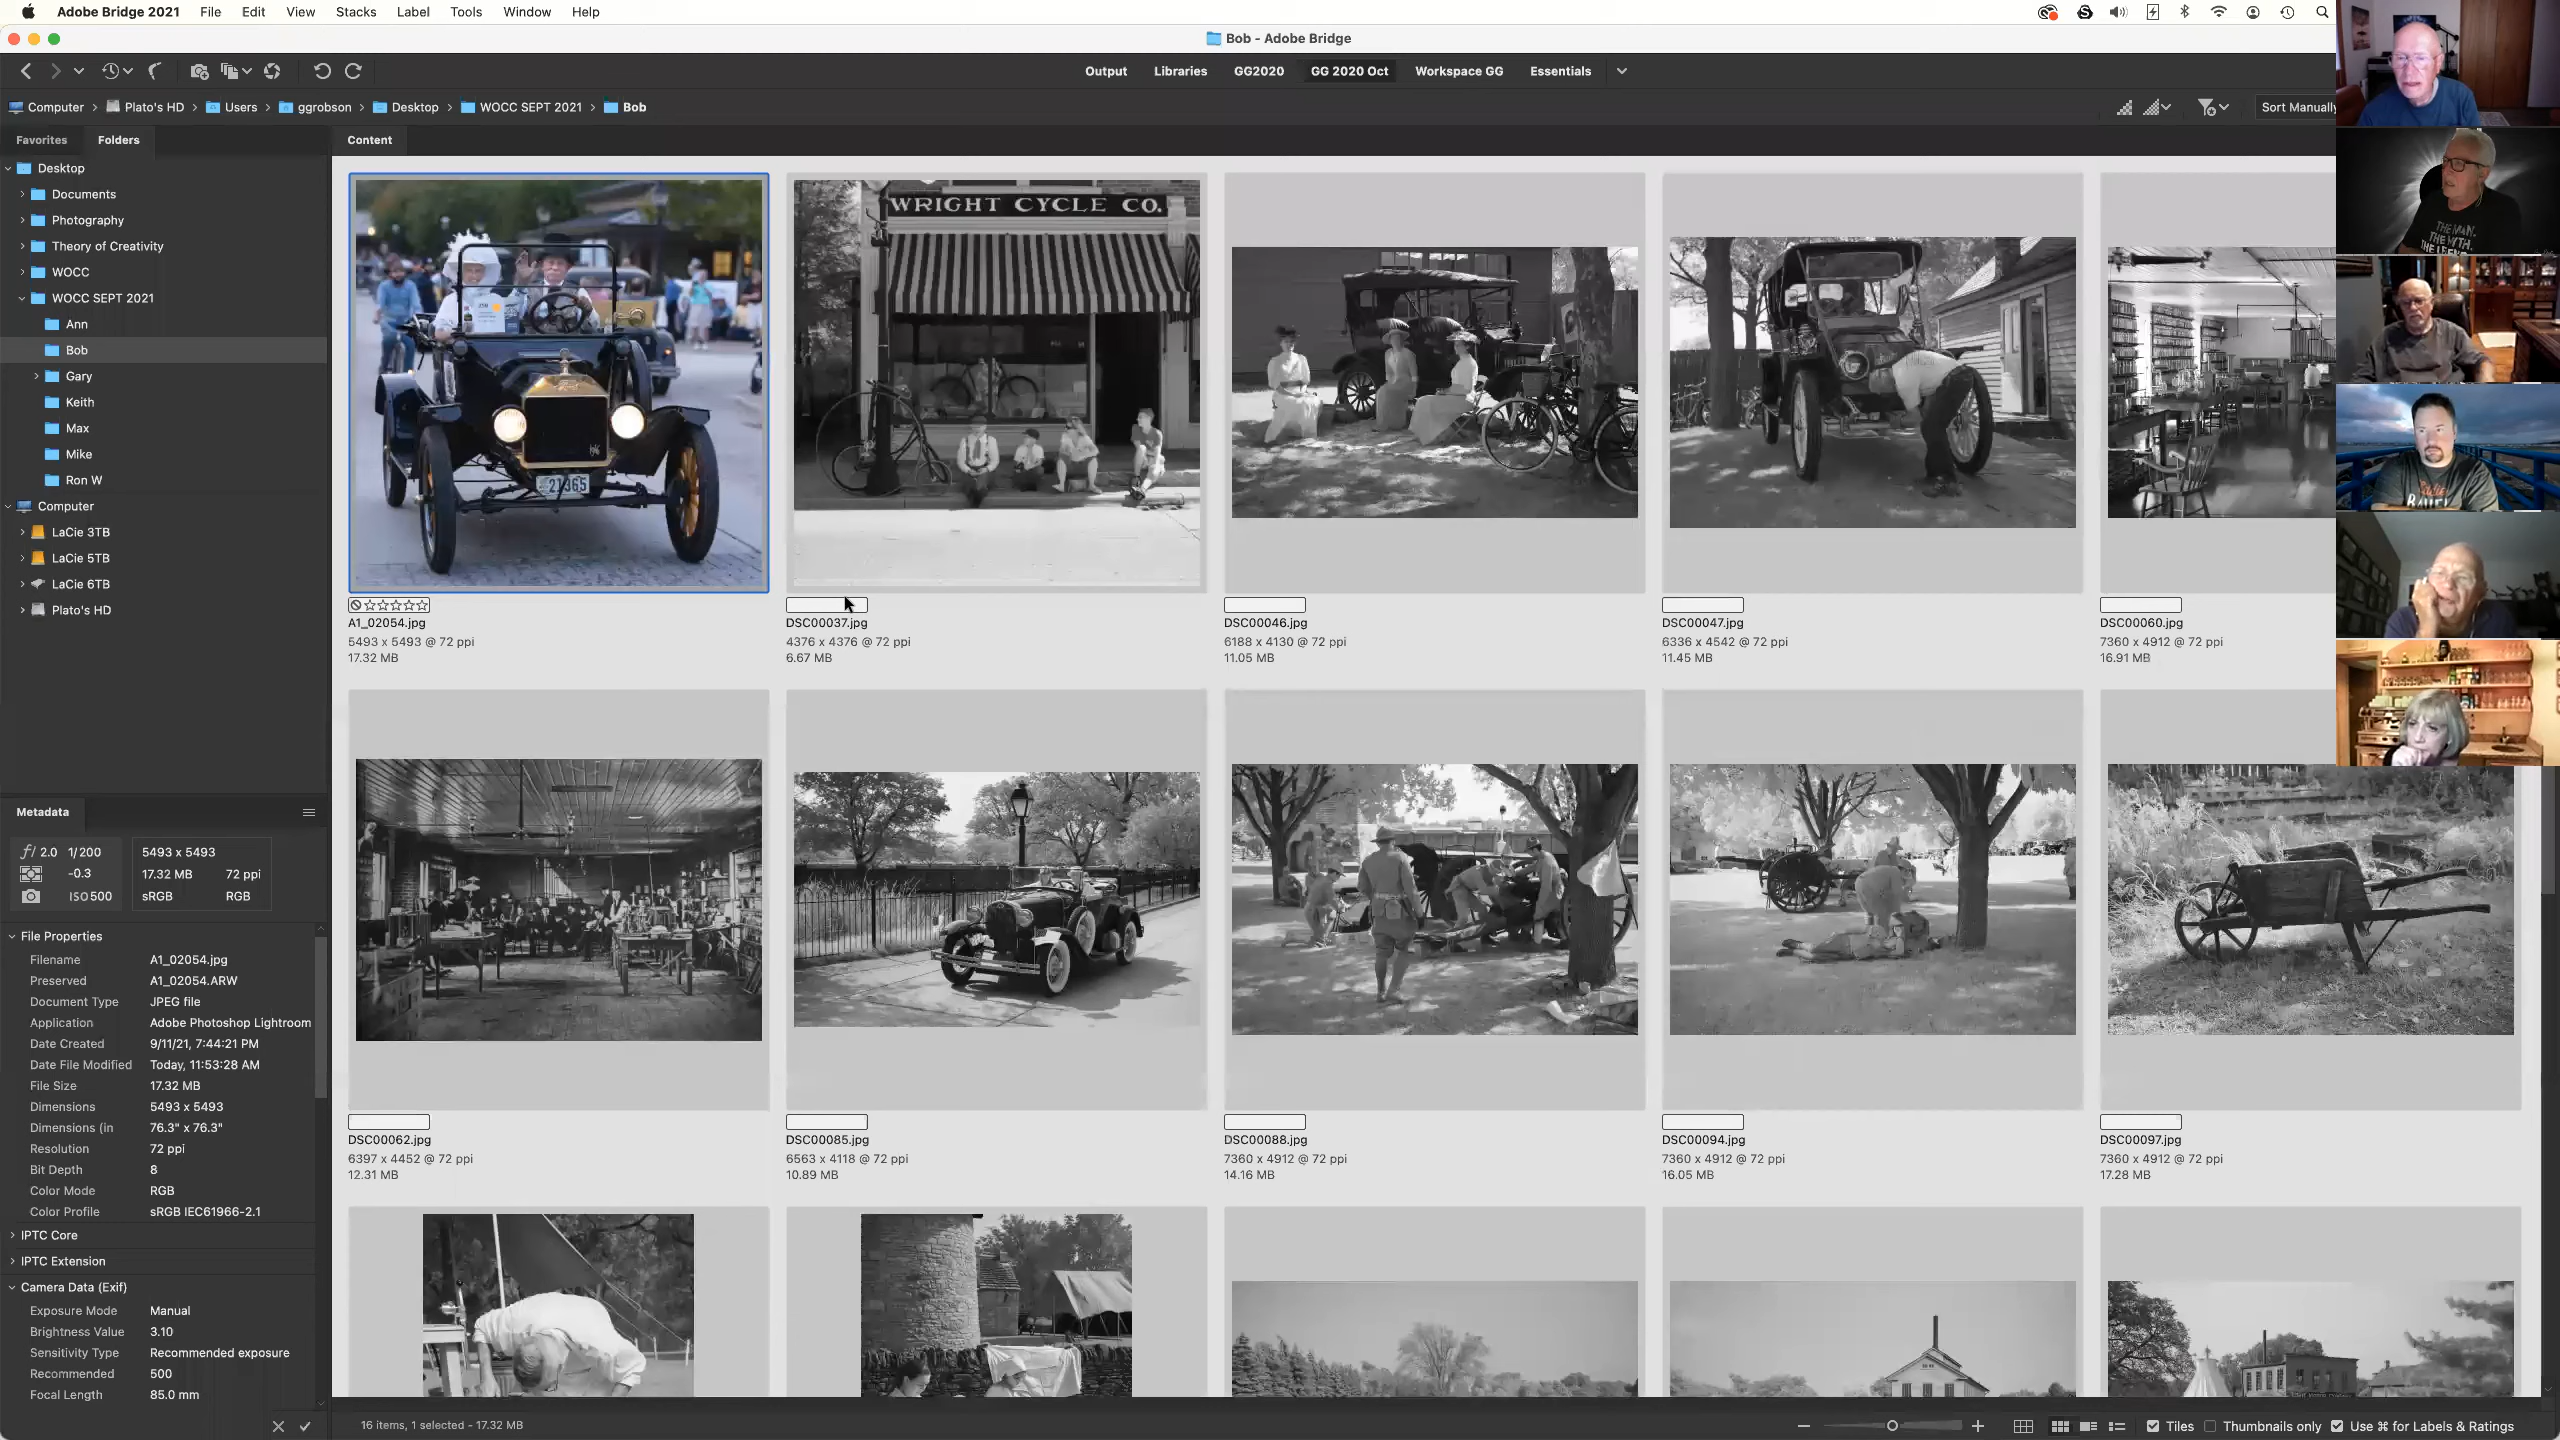 Adobe Bridge 2021 File Edit View Stacks Label Tools Window Help
Bob - Adobe Bridge
Output Libraries GG2020 GG 2020 Oct Workspace GG Essentials
Computer Plato's HD Users ggrobson Desktop WOCC SEPT 2021 Bob
Sort Manually
Favorites Folders
Content
Desktop
Documents
Photography
Theory of Creativity
WOCC
WOCC SEPT 2021
Ann
Bob
Gary
Keith
Max
Mike
Ron W
Computer
LaCie 3TB
LaCie 5TB
LaCie 6TB
Plato's HD
WRIGHT CYCLE CO.
Ford
21365
THE MAN.
THE MYTH.
THE LEGEND
A1_02054.jpg
5493 x 5493 @ 72 ppi
17.32 MB
DSC00037.jpg
4376 x 4376 @ 72 ppi
6.67 MB
DSC00046.jpg
6188 x 4130 @ 72 ppi
11.05 MB
DSC00047.jpg
6336 x 4542 @ 72 ppi
11.45 MB
DSC00060.jpg
7360 x 4912 @ 72 ppi
16.91 MB
DSC00062.jpg
6397 x 4452 @ 72 ppi
12.31 MB
DSC00085.jpg
6563 x 4118 @ 72 ppi
10.89 MB
DSC00088.jpg
7360 x 4912 @ 72 ppi
14.16 MB
DSC00094.jpg
7360 x 4912 @ 72 ppi
16.05 MB
DSC00097.jpg
7360 x 4912 @ 72 ppi
17.28 MB
Metadata
f/ 2.0 1/200
-0.3
ISO 500
5493 x 5493
17.32 MB 72 ppi
sRGB RGB
File Properties
Filename A1_02054.jpg
Preserved A1_02054.ARW
Document Type JPEG file
Application Adobe Photoshop Lightroom
Date Created 9/11/21, 7:44:21 PM
Date File Modified Today, 11:53:28 AM
File Size 17.32 MB
Dimensions 5493 x 5493
Dimensions (in 76.3" x 76.3"
Resolution 72 ppi
Bit Depth 8
Color Mode RGB
Color Profile sRGB IEC61966-2.1
IPTC Core
IPTC Extension
Camera Data (Exif)
Exposure Mode Manual
Brightness Value 3.10
Sensitivity Type Recommended exposure
Recommended 500
Focal Length 85.0 mm
16 items, 1 selected - 17.32 MB
Tiles Thumbnails only Use ⌘ for Labels & Ratings